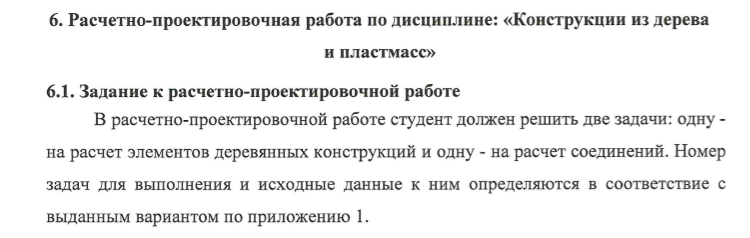 6. Расчетно-проектировочная работа по дисциплине: «Конструкции из дерева
и пластмасс»
6.1. Задание к расчетно-проектировочной работе
В расчетно-проектировочной работе студент должен решить две задачи: одну -
на расчет элементов деревянных конструкций и одну - на расчет соединений. Номер
задач для выполнения и исходные данные к ним определяются в соответствие с
выданным вариантом по приложению 1.